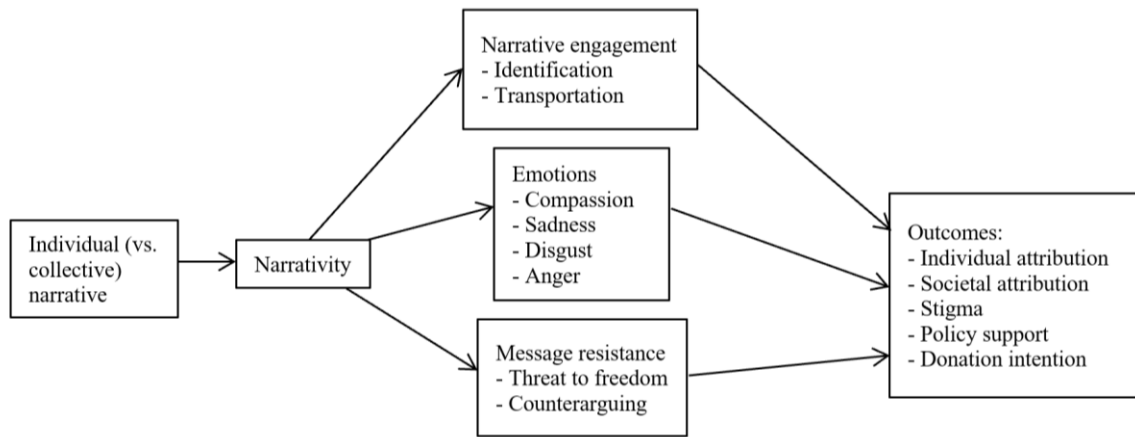 Individual (vs.
collective)
narrative
Narrativity
Narrative engagement
- Identification
- Transportation
Emotions
- Compassion
- Sadness
- Disgust
- Anger
Message resistance
- Threat to freedom
- Counterarguing
Outcomes:
- Individual attribution
- Societal attribution
- Stigma
- Policy support
- Donation intention